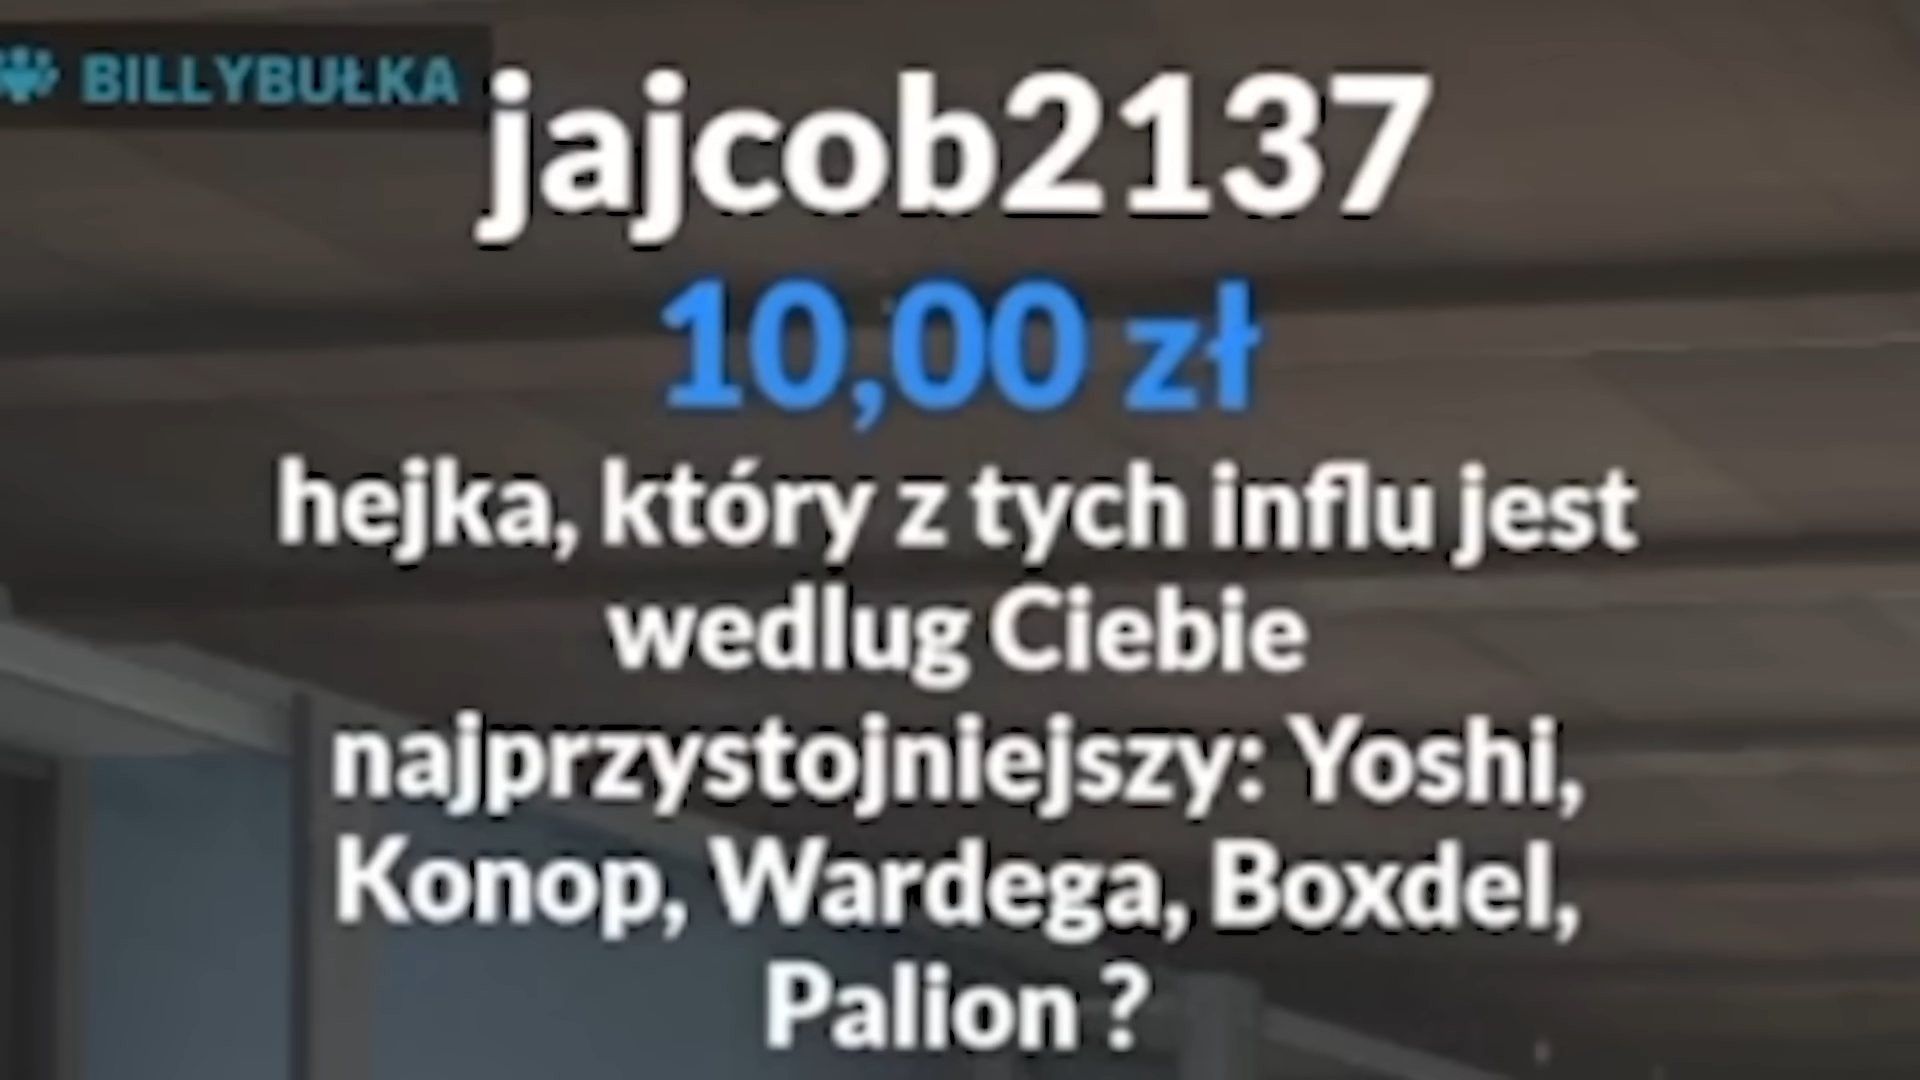 BILLYBUŁKA
jajcob2137
10,00 zł
hejka, który z tych influ jest
wedlug Ciebie
najprzystojniejszy: Yoshi,
Konop, Wardega, Boxdel,
Palion ?